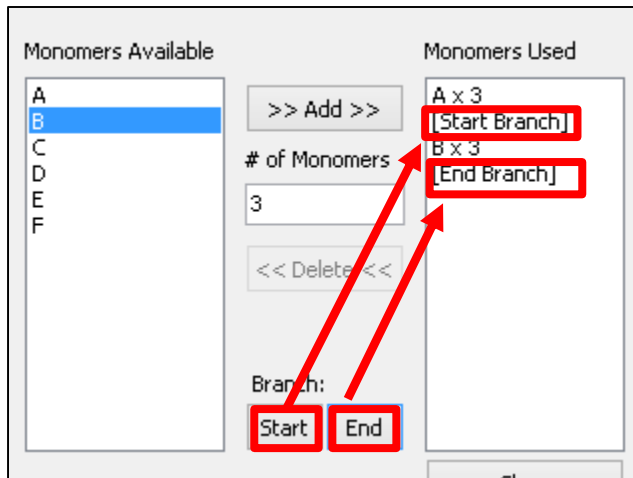 Monomers Available
A
B
C
D
E
F
>> Add >>
# of Monomers
3
<< Delete <<
Branch:
Start
End
Monomers Used
A x 3
[Start Branch]
B x 3
[End Branch]